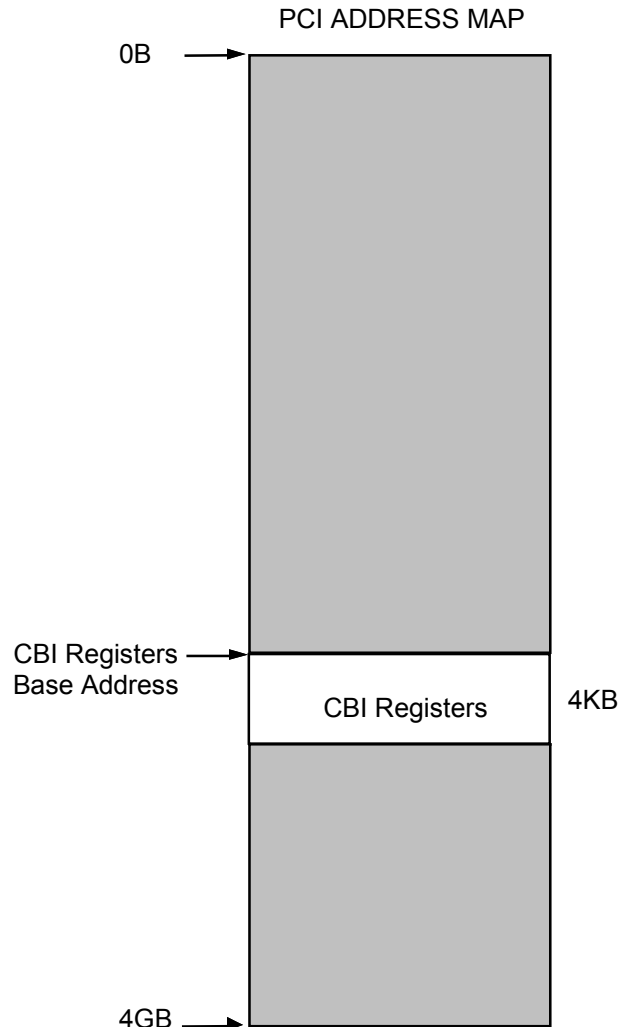 PCI ADDRESS MAP
0B
CBI Registers
Base Address
CBI Registers
4KB
4GB